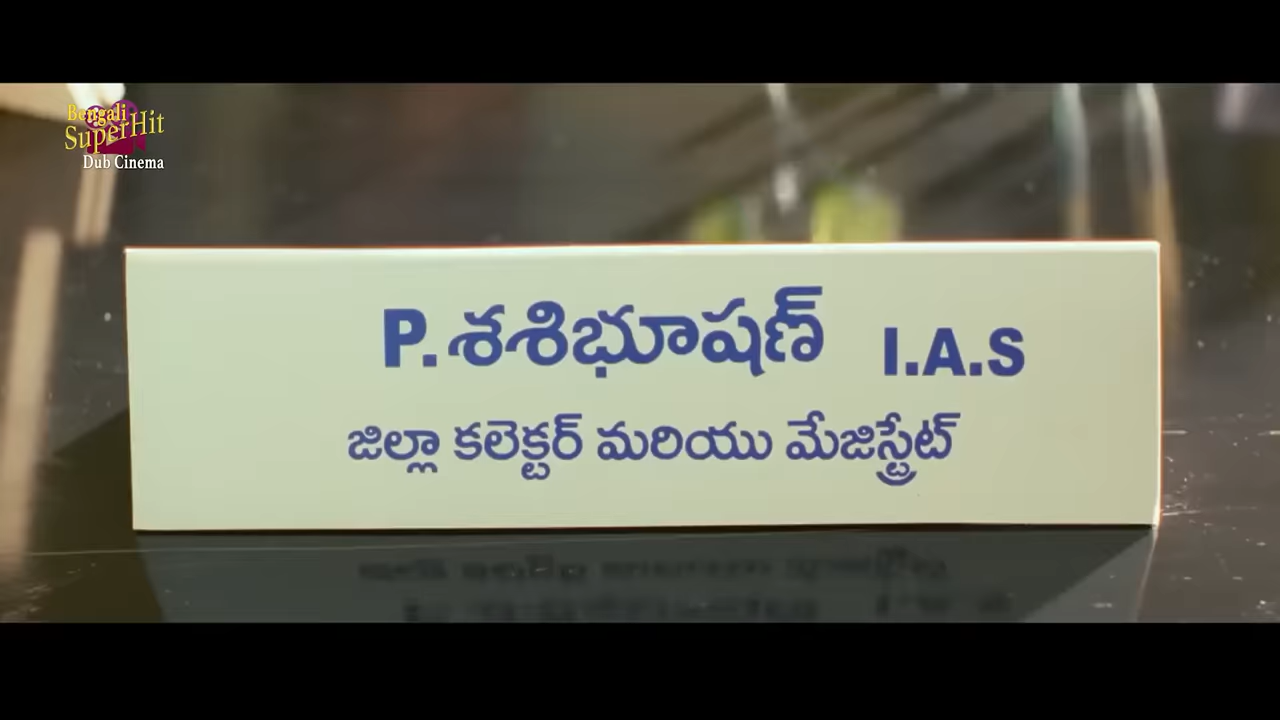 Bengali
SuperHit
Dub Cinema
P. శశిభూషణ్ I.A.S
జిల్లా కలెక్టర్ మరియు మేజిస్ట్రేట్